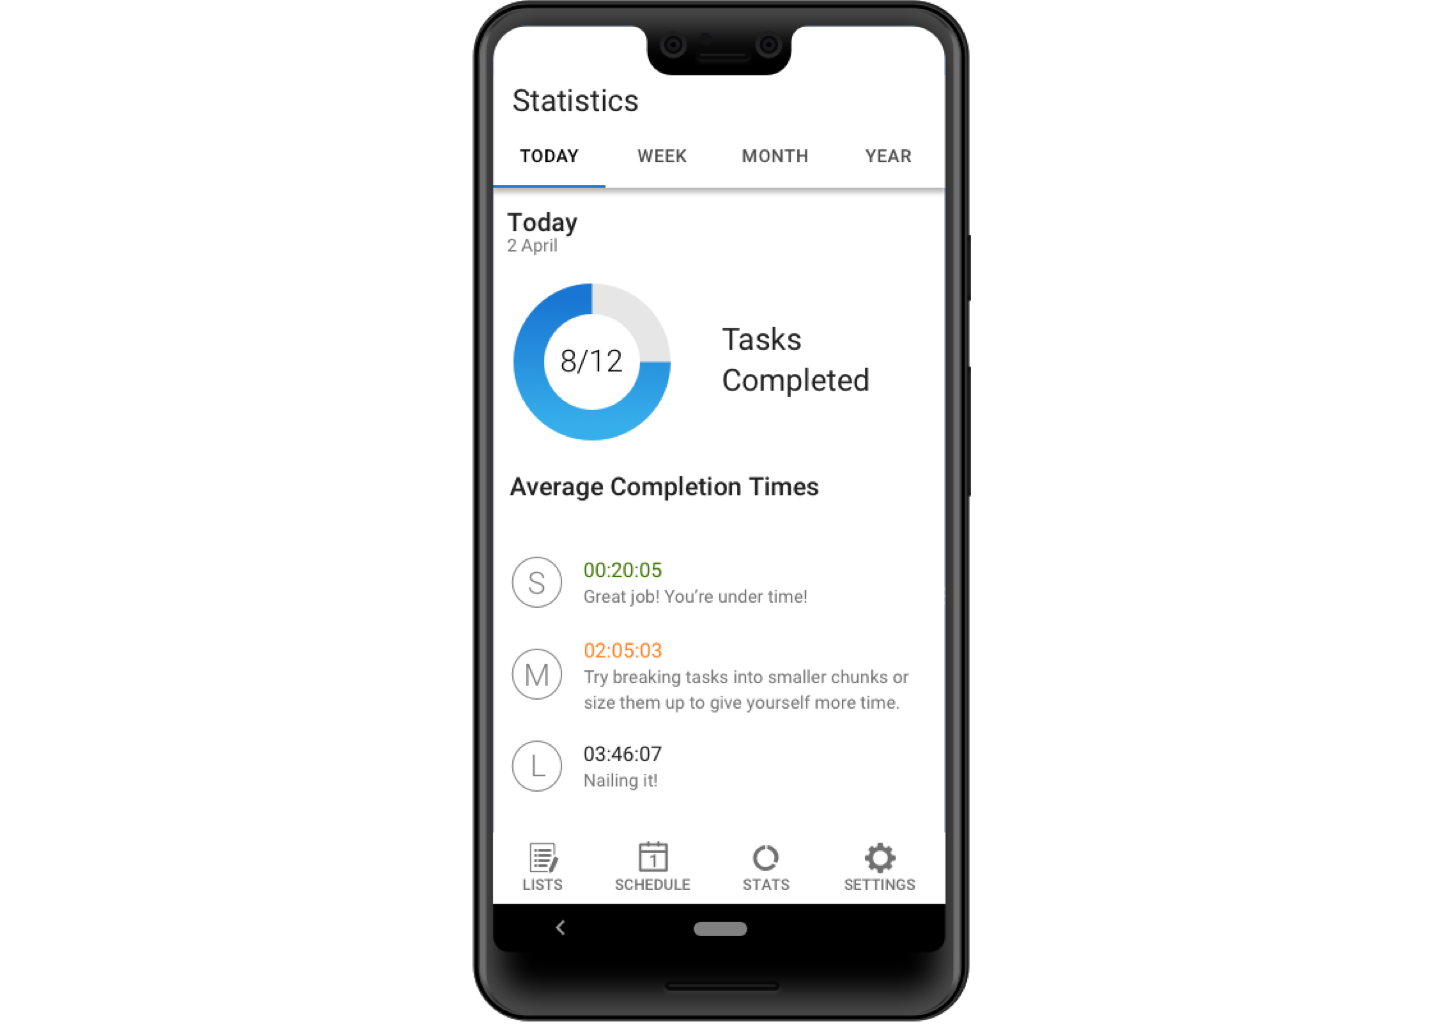 Statistics
TODAY WEEK MONTH YEAR
Today
2 April
8/12
Tasks
Completed
Average Completion Times
S
00:20:05
Great job! You're under time!
M
02:05:03
Try breaking tasks into smaller chunks or
size them up to give yourself more time.
L
03:46:07
Nailing it!
1
LISTS SCHEDULE STATS SETTINGS